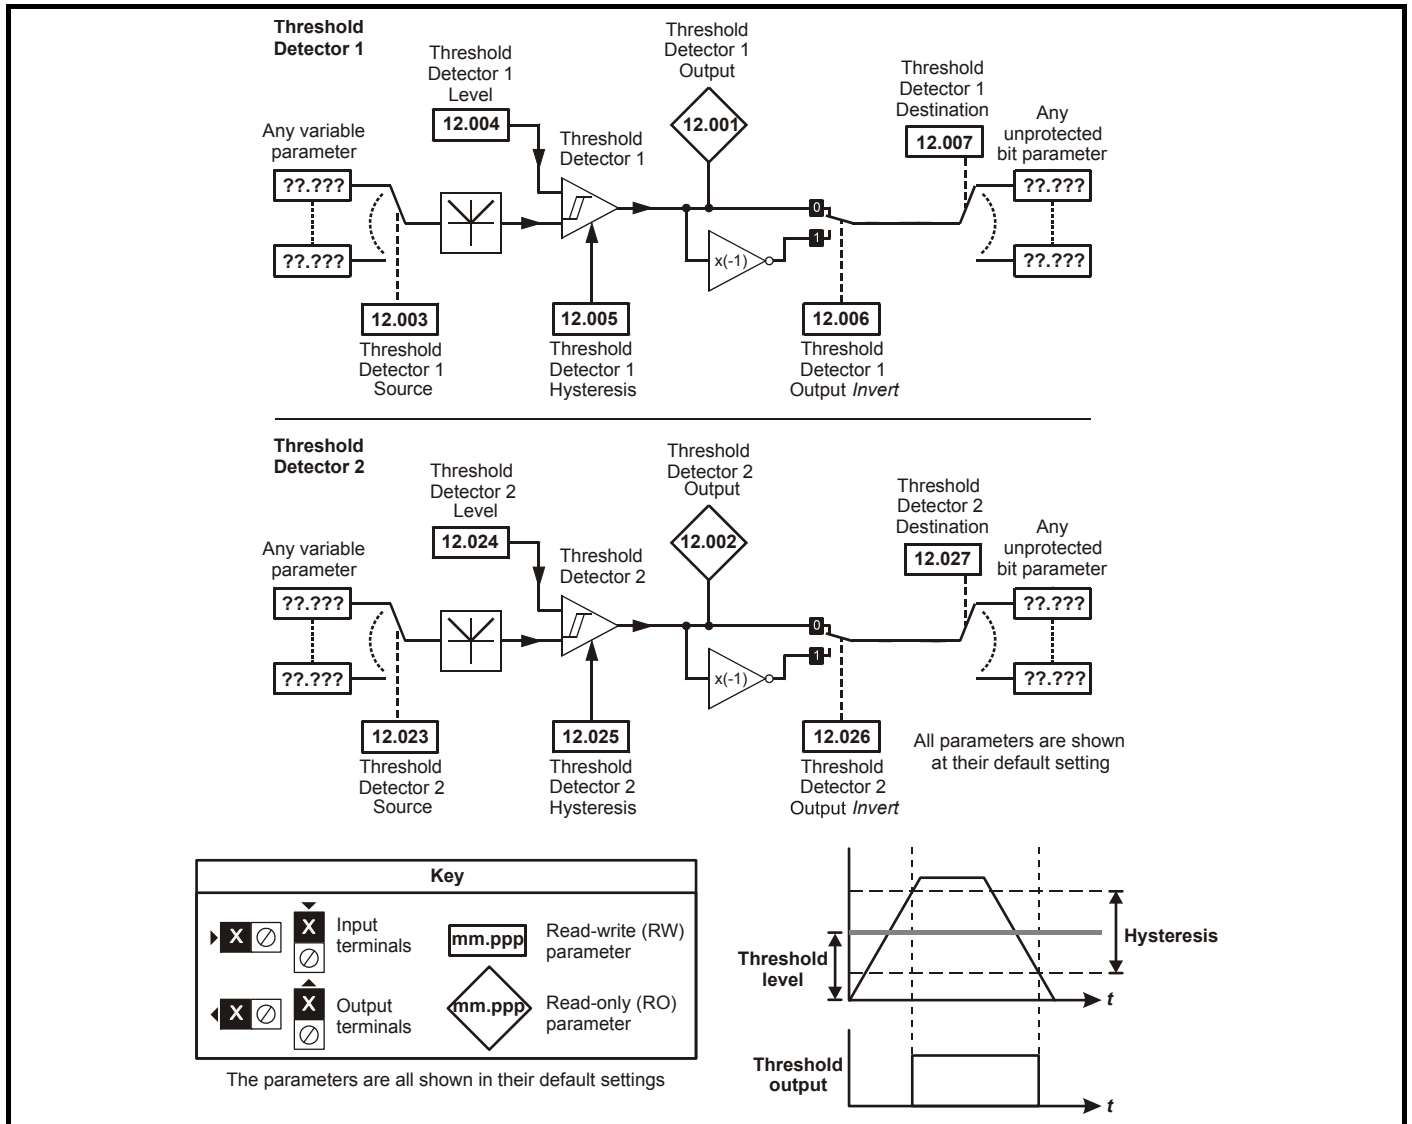 Threshold
Detector 1
Threshold
Detector 1
Level
12.004
Threshold
Detector 1
Output
12.001
Threshold
Detector 1
Destination
12.007
Any variable
parameter
??.???
??.???
Threshold
Detector 1
Any
unprotected
bit parameter
??.???
??.???
0
1
x(-1)
12.003
Threshold
Detector 1
Source
12.005
Threshold
Detector 1
Hysteresis
12.006
Threshold
Detector 1
Output Invert
Threshold
Detector 2
Threshold
Detector 2
Level
12.024
Threshold
Detector 2
Output
12.002
Threshold
Detector 2
Destination
12.027
Any variable
parameter
??.???
??.???
Threshold
Detector 2
Any
unprotected
bit parameter
??.???
??.???
0
1
x(-1)
12.023
Threshold
Detector 2
Source
12.025
Threshold
Detector 2
Hysteresis
12.026
Threshold
Detector 2
Output Invert
All parameters are shown
at their default setting
Key
X
X
Input
terminals
mm.ppp
Read-write (RW)
parameter
X
X
Output
terminals
mm.ppp
Read-only (RO)
parameter
The parameters are all shown in their default settings
Threshold
level
Hysteresis
t
Threshold
output
t